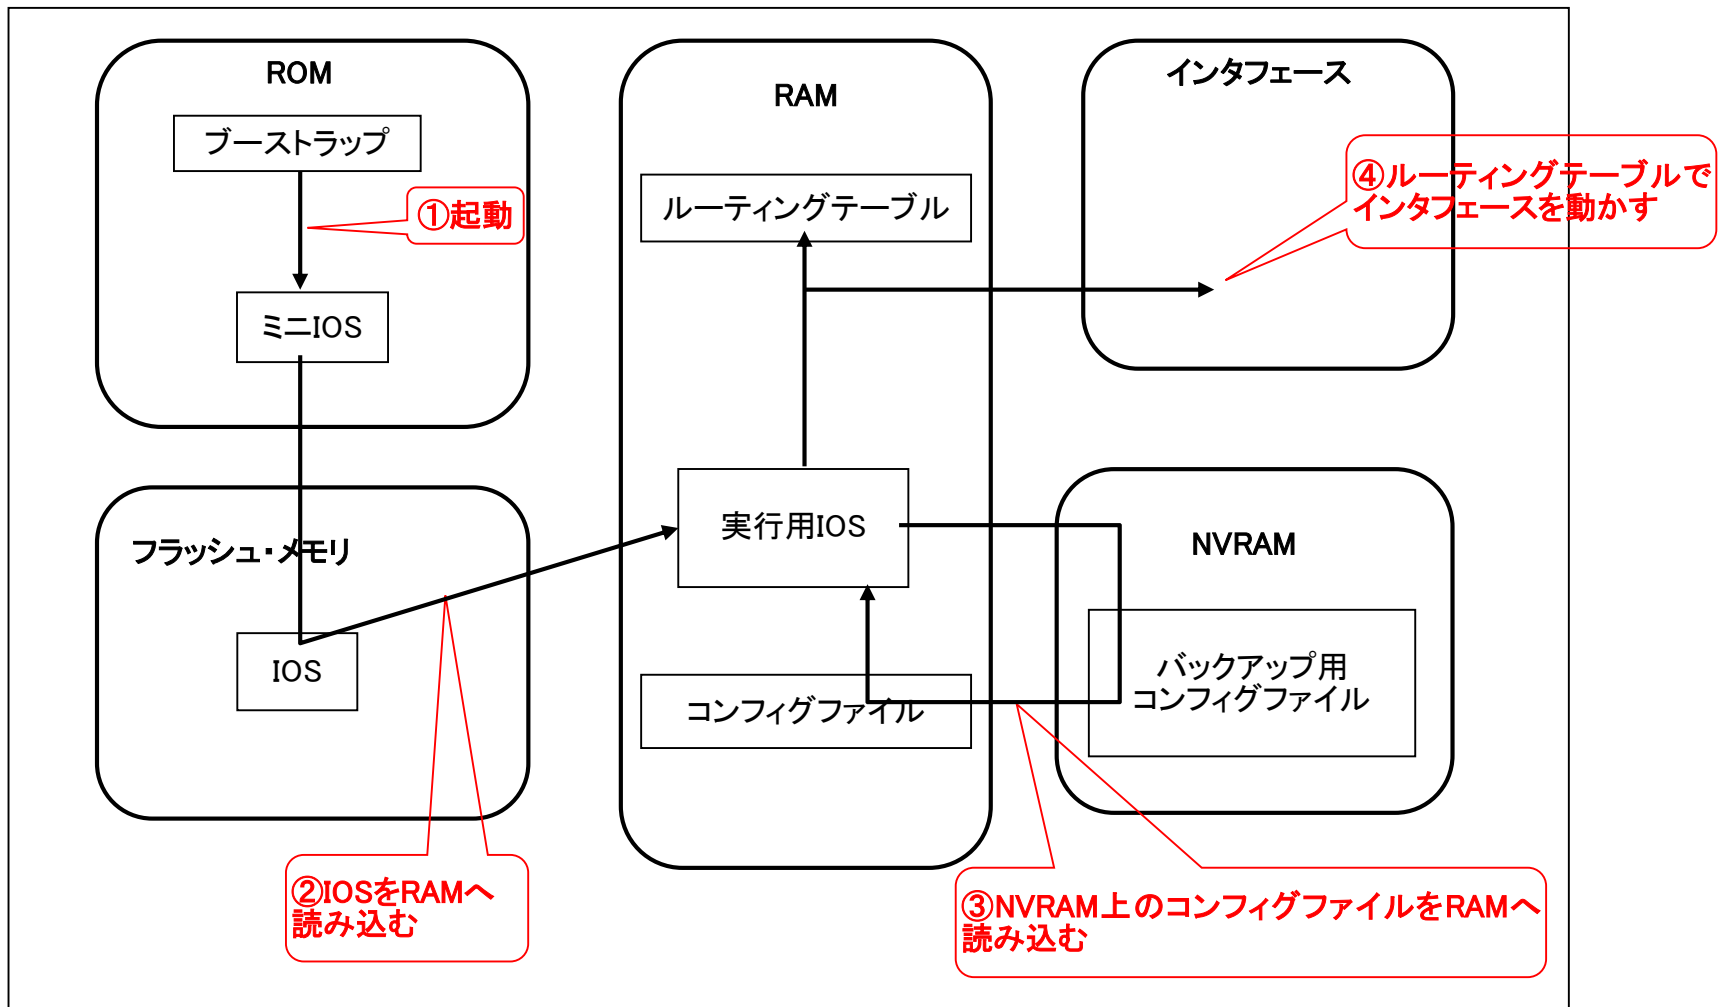 ROM
ブーストラップ
①起動
ミニIOS
フラッシュ・メモリ
IOS
②IOSをRAMへ
読み込む
RAM
ルーティングテーブル
実行用IOS
コンフィグファイル
インタフェース
④ルーティングテーブルで
インタフェースを動かす
NVRAM
バックアップ用
コンフィグファイル
③NVRAM上のコンフィグファイルをRAMへ
読み込む